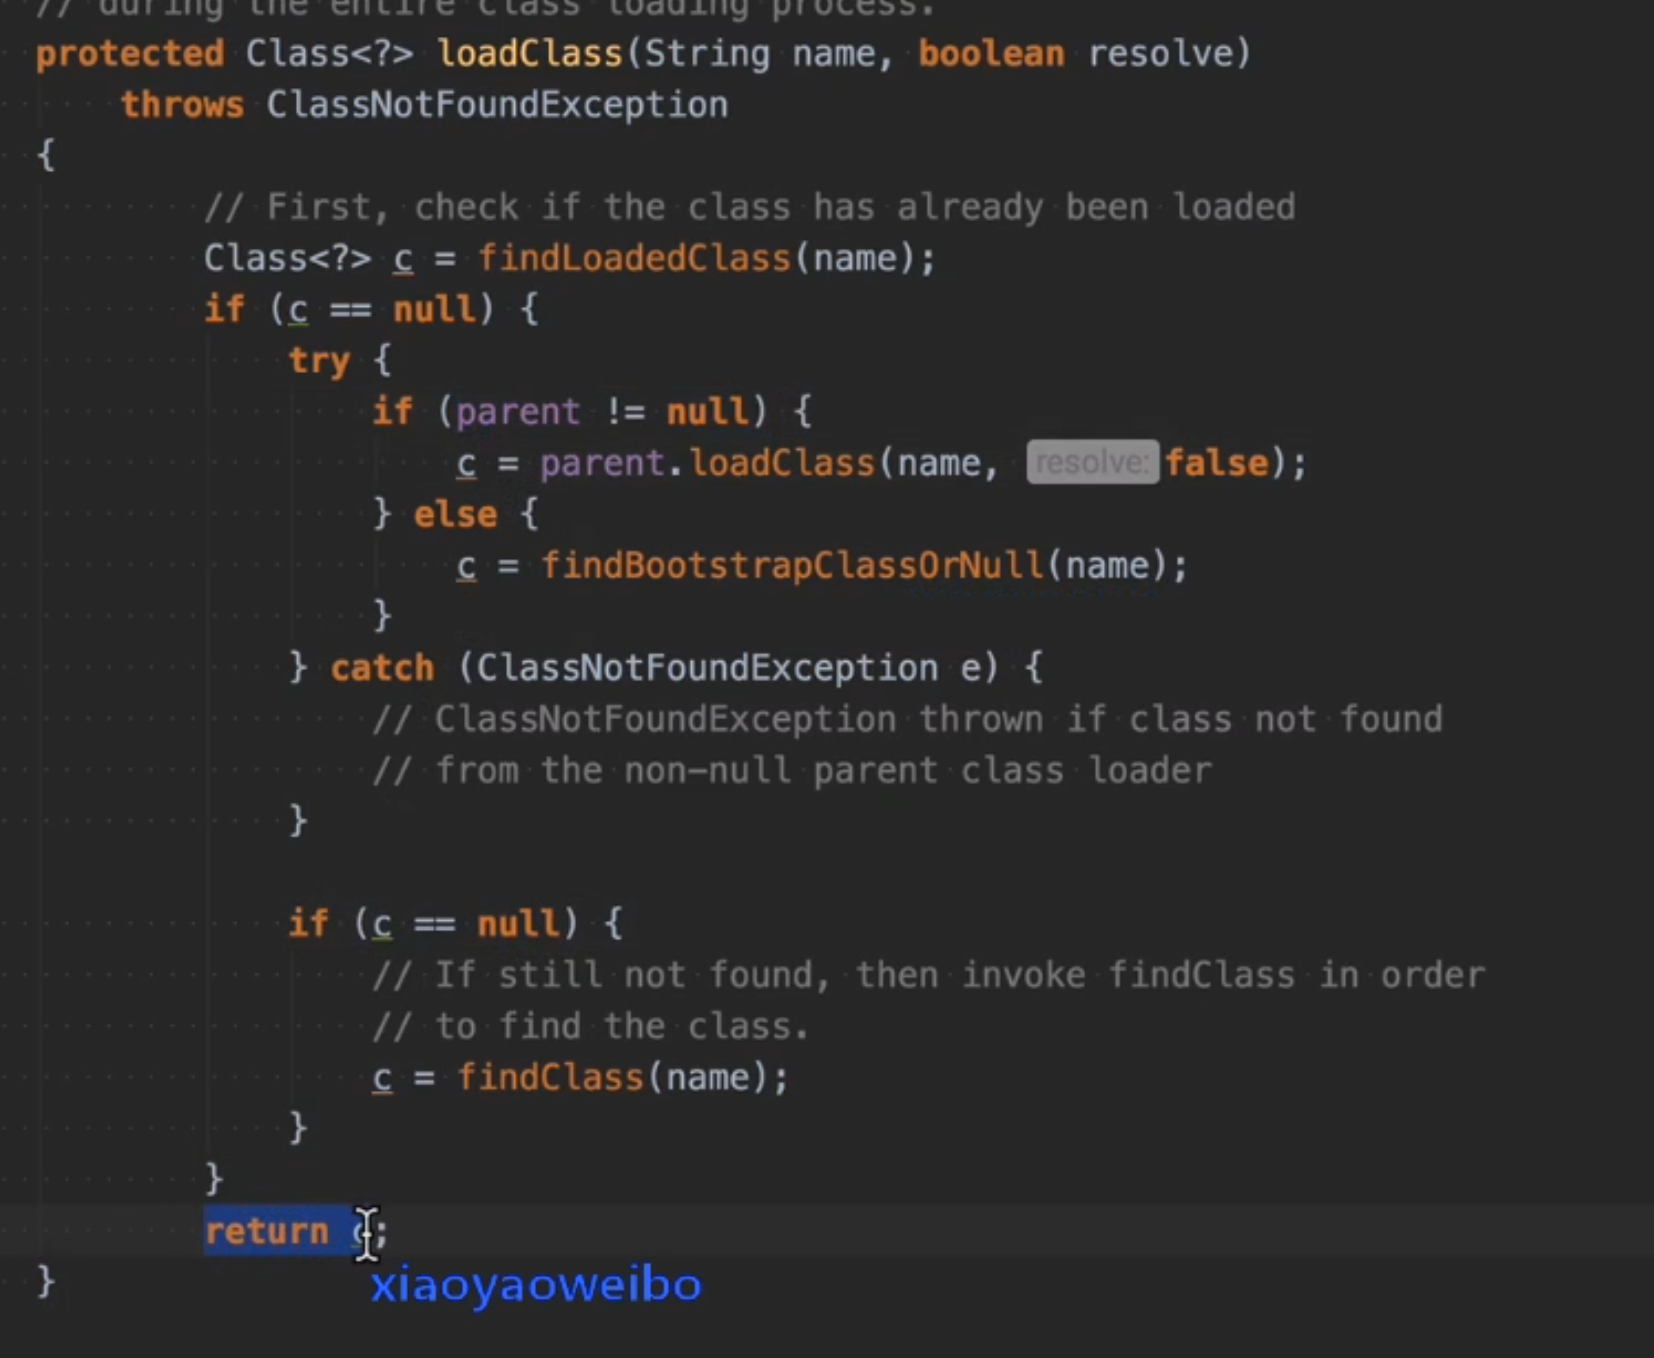 // during the entire class loading process.
protected Class<?> loadClass(String name, boolean resolve)
throws ClassNotFoundException
{
// First, check if the class has already been loaded
Class<?> c = findLoadedClass(name);
if (c == null) {
try {
if (parent != null) {
c = parent.loadClass(name, resolve: false);
} else {
c = findBootstrapClassOrNull(name);
}
} catch (ClassNotFoundException e) {
// ClassNotFoundException thrown if class not found
// from the non-null parent class loader
}
if (c == null) {
// If still not found, then invoke findClass in order
// to find the class.
c = findClass(name);
}
}
return c;
}
xiaoyaoweibo